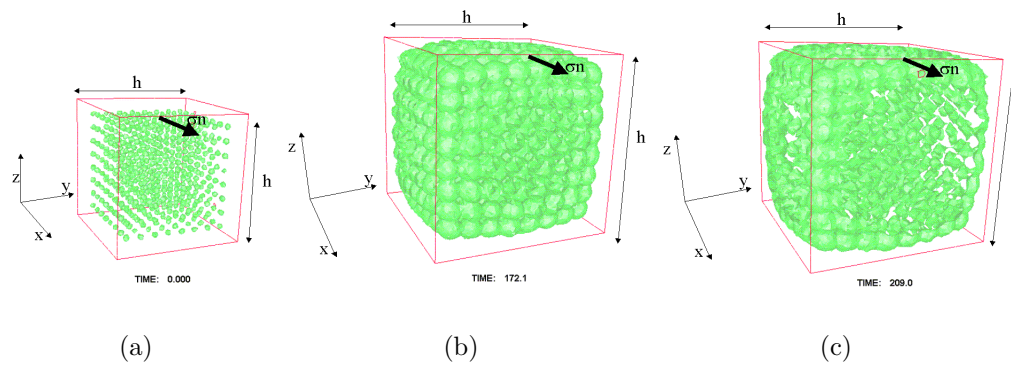 h
σn
z
y
h
x
TIME: 0.000
(a)
h
σn
z
h
y
x
TIME: 172.1
(b)
h
σn
z
y
x
TIME: 209.0
(c)